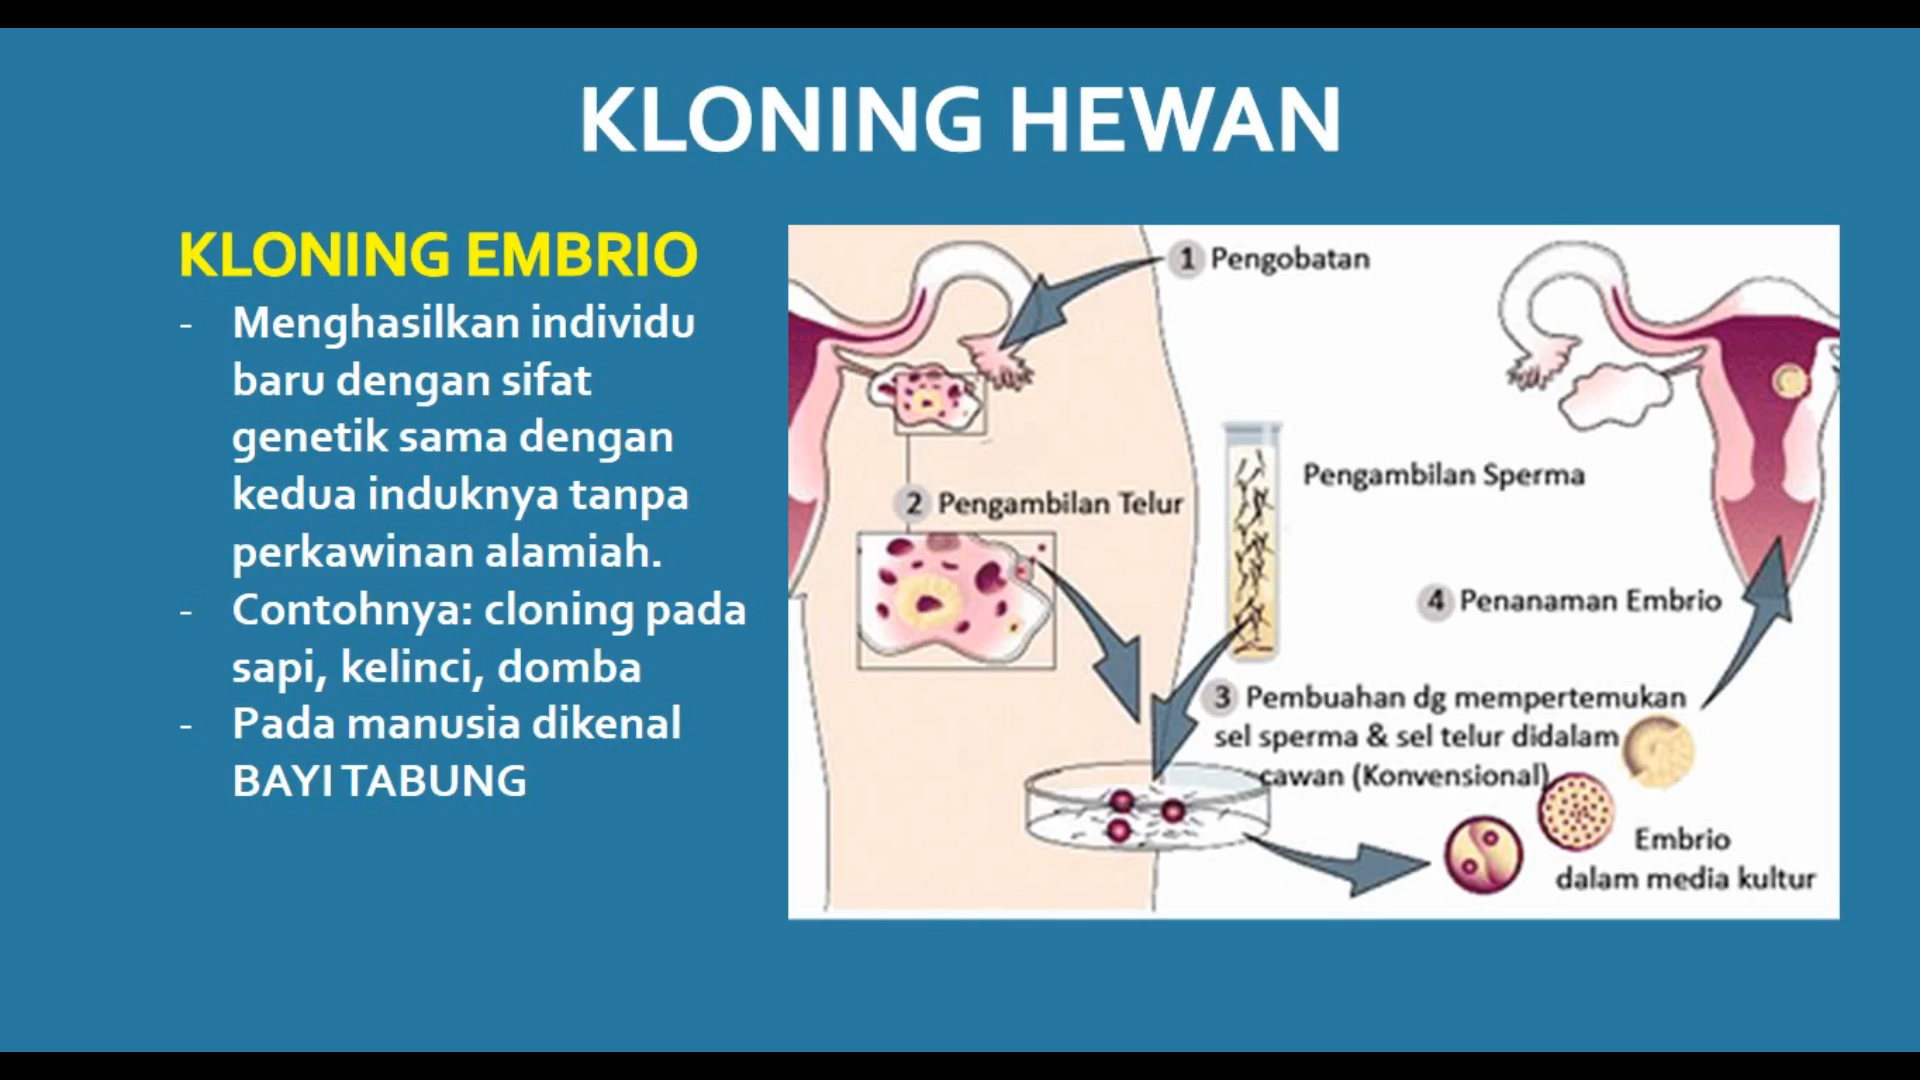 KLONING HEWAN
KLONING EMBRIO
- Menghasilkan individu
baru dengan sifat
genetik sama dengan
kedua induknya tanpa
perkawinan alamiah.
- Contohnya: cloning pada
sapi, kelinci, domba
- Pada manusia dikenal
BAYI TABUNG
1 Pengobatan
Pengambilan Sperma
2 Pengambilan Telur
4 Penanaman Embrio
3 Pembuahan dg mempertemukan
sel sperma & sel telur didalam
cawan (Konvensional)
Embrio
dalam media kultur